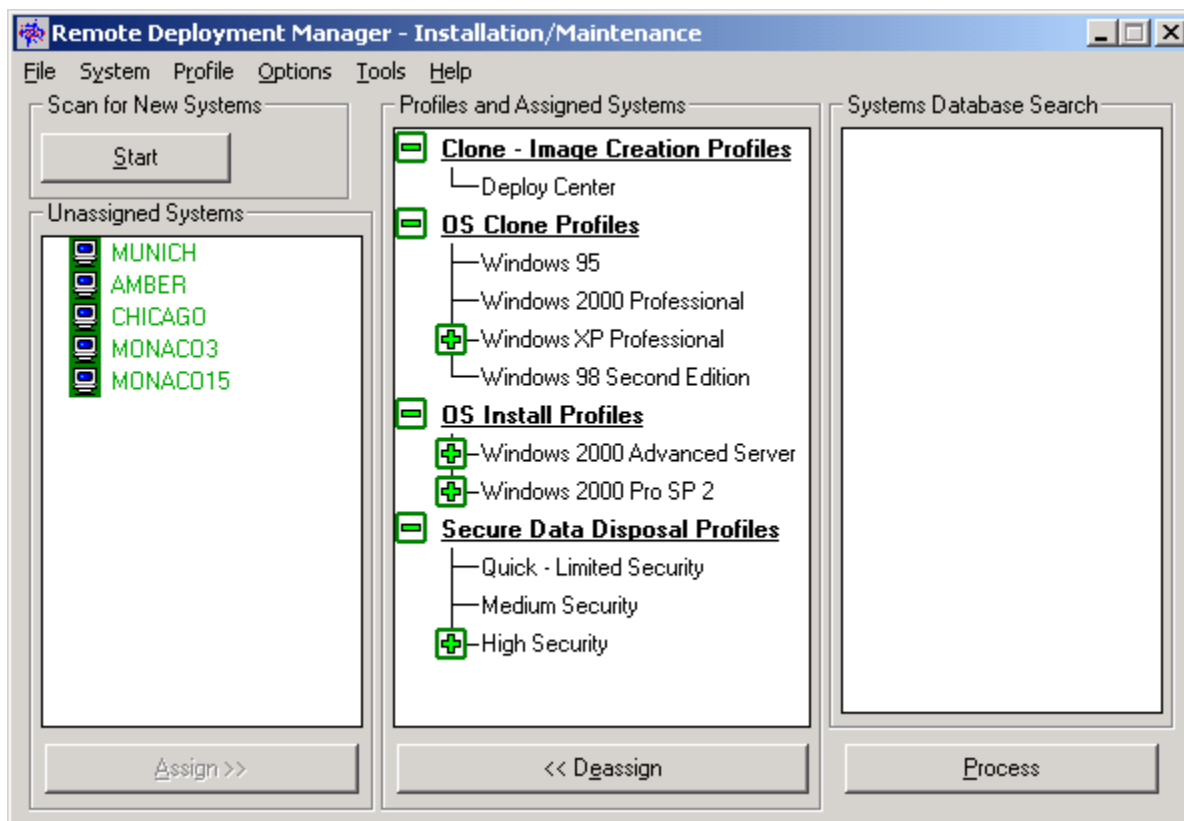 Remote Deployment Manager - Installation/Maintenance
File System Profile Options Tools Help
Scan for New Systems
Start
Unassigned Systems
MUNICH
AMBER
CHICAGO
MONACO3
MONACO15
Assign >>
Profiles and Assigned Systems
Clone - Image Creation Profiles
Deploy Center
OS Clone Profiles
Windows 95
Windows 2000 Professional
Windows XP Professional
Windows 98 Second Edition
OS Install Profiles
Windows 2000 Advanced Server
Windows 2000 Pro SP 2
Secure Data Disposal Profiles
Quick - Limited Security
Medium Security
High Security
<< Deassign
Systems Database Search
Process